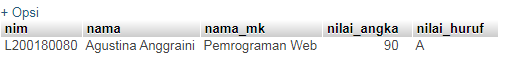 + Opsi
nim nama nama_mk nilai_angka nilai_huruf
L200180080 Agustina Anggraini Pemrograman Web 90 A